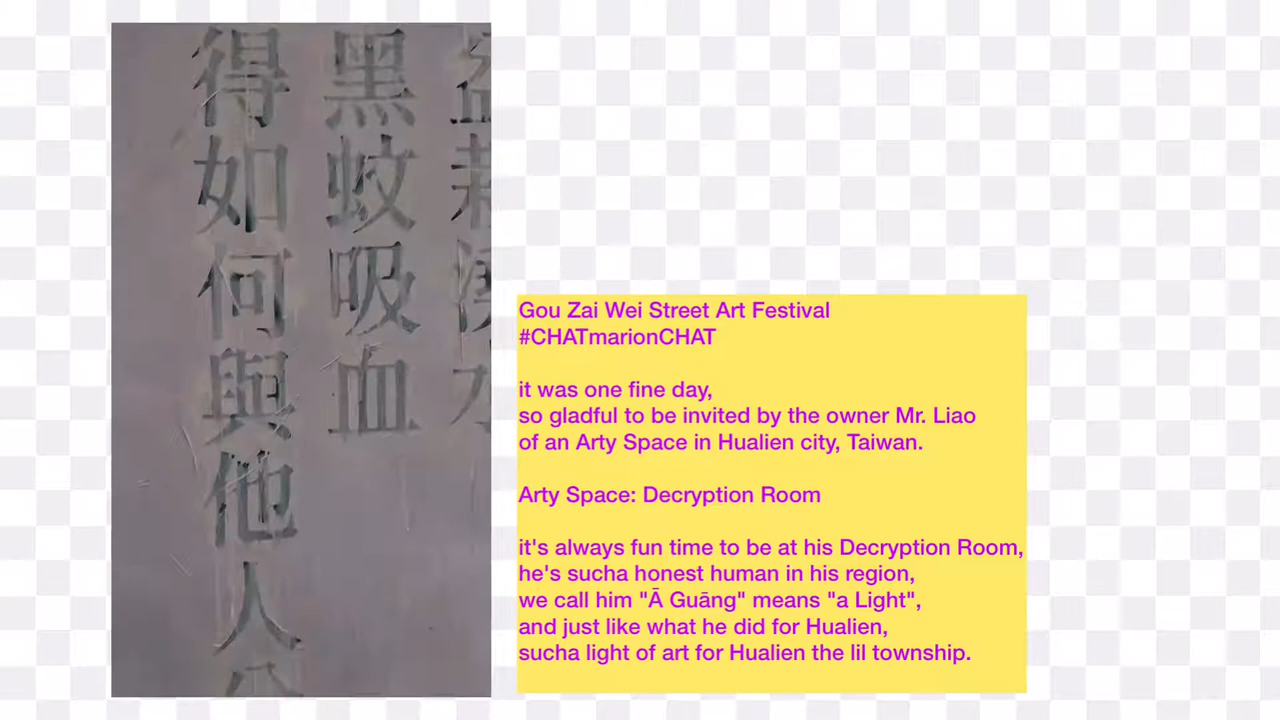 黑蚊吸血
得如何與他人
Gou Zai Wei Street Art Festival
#CHATmarionCHAT
it was one fine day,
so gladful to be invited by the owner Mr. Liao
of an Arty Space in Hualien city, Taiwan.
Arty Space: Decryption Room
it's always fun time to be at his Decryption Room,
he's sucha honest human in his region,
we call him "Ā Guāng" means "a Light",
and just like what he did for Hualien,
sucha light of art for Hualien the lil township.